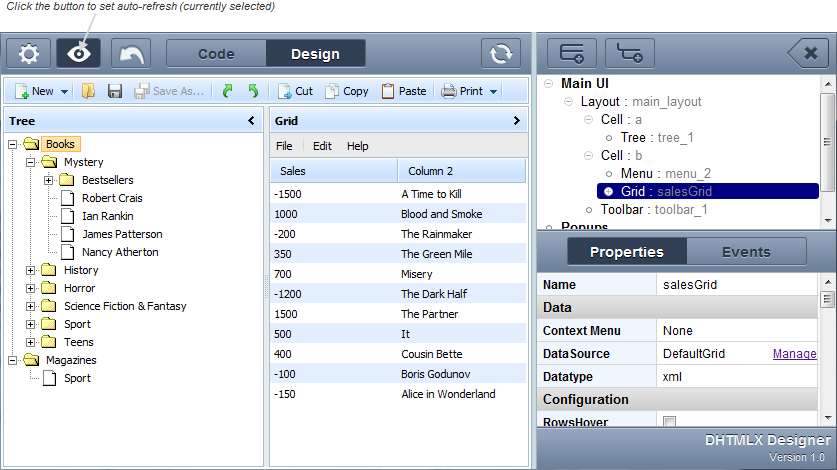 Click the button to set auto-refresh (currently selected)
Code Design
New Save As... Cut Copy Paste Print
Tree
Books
Mystery
Bestsellers
Robert Crais
Ian Rankin
James Patterson
Nancy Atherton
History
Horror
Science Fiction & Fantasy
Sport
Teens
Magazines
Sport
Grid
File Edit Help
Sales Column 2
-1500 A Time to Kill
1000 Blood and Smoke
-200 The Rainmaker
350 The Green Mile
700 Misery
-1200 The Dark Half
1500 The Partner
500 It
400 Cousin Bette
-100 Boris Godunov
-150 Alice in Wonderland
Main UI
Layout : main_layout
Cell : a
Tree : tree_1
Cell : b
Menu : menu_2
Grid : salesGrid
Toolbar : toolbar_1
Popups
Properties Events
Name salesGrid
Data
Context Menu None
DataSource DefaultGrid Manage
Datatype xml
Configuration
RowsHover
DHTMLX Designer
Version 1.0